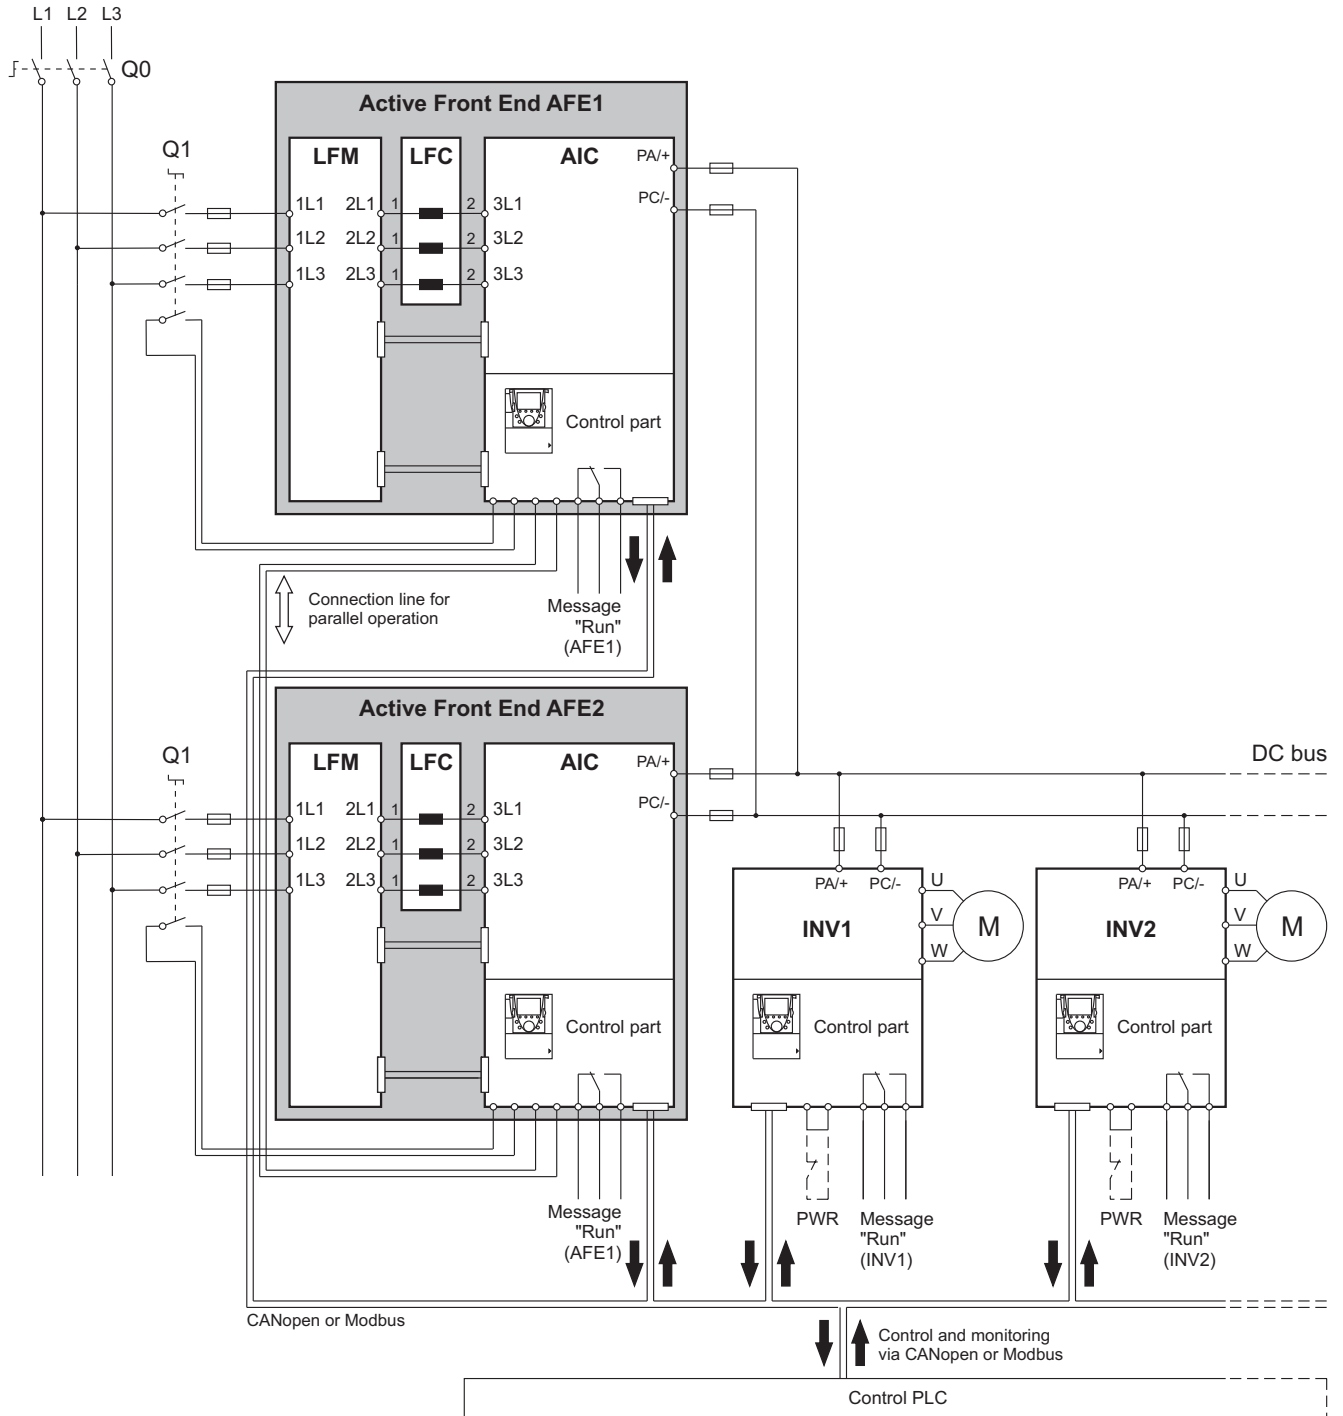 L1 L2 L3
Q0
Active Front End AFE1
Q1
LFM LFC AIC
PA/+
PC/-
1L1 2L1 1 2 3L1
1L2 2L2 1 2 3L2
1L3 2L3 1 2 3L3
Control part
Connection line for
parallel operation
Message
"Run"
(AFE1)
Active Front End AFE2
Q1
LFM LFC AIC
PA/+
PC/-
DC bus
1L1 2L1 1 2 3L1
1L2 2L2 1 2 3L2
1L3 2L3 1 2 3L3
Control part
PA/+ PC/- U
V
W
INV1
M
Control part
PA/+ PC/- U
V
W
INV2
M
Control part
Message
"Run"
(AFE1)
PWR
Message
"Run"
(INV1)
PWR
Message
"Run"
(INV2)
CANopen or Modbus
Control and monitoring
via CANopen or Modbus
Control PLC